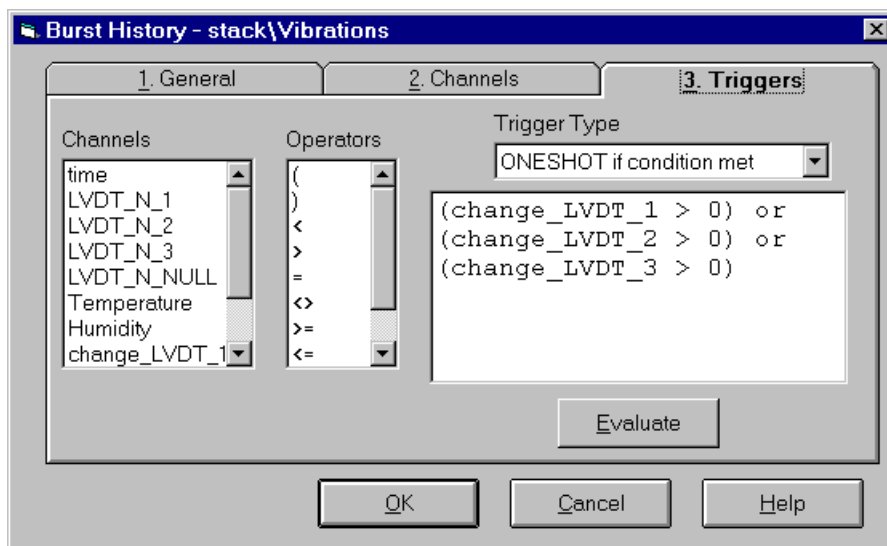 Burst History - stack\Vibrations
1. General
2. Channels
3. Triggers
Channels
time
LVDT_N_1
LVDT_N_2
LVDT_N_3
LVDT_N_NULL
Temperature
Humidity
change_LVDT_1
Operators
(
)
<
>
=
<>
>=
<=
Trigger Type
ONESHOT if condition met
(change_LVDT_1 > 0) or
(change_LVDT_2 > 0) or
(change_LVDT_3 > 0)
Evaluate
OK
Cancel
Help